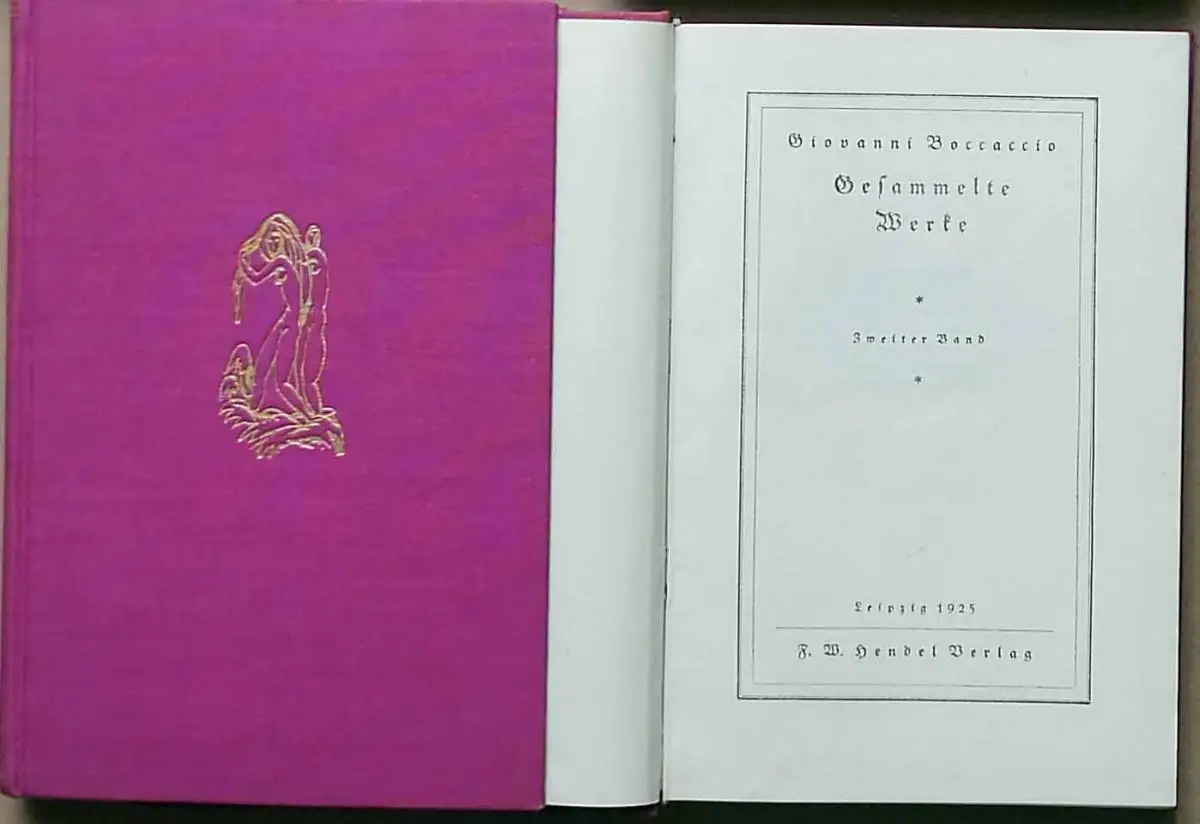 Giovanni Boccaccio
Geſammelte
Werke
*
Zweiter Band
*
Leipzig 1925
F. W. Hendel Verlag